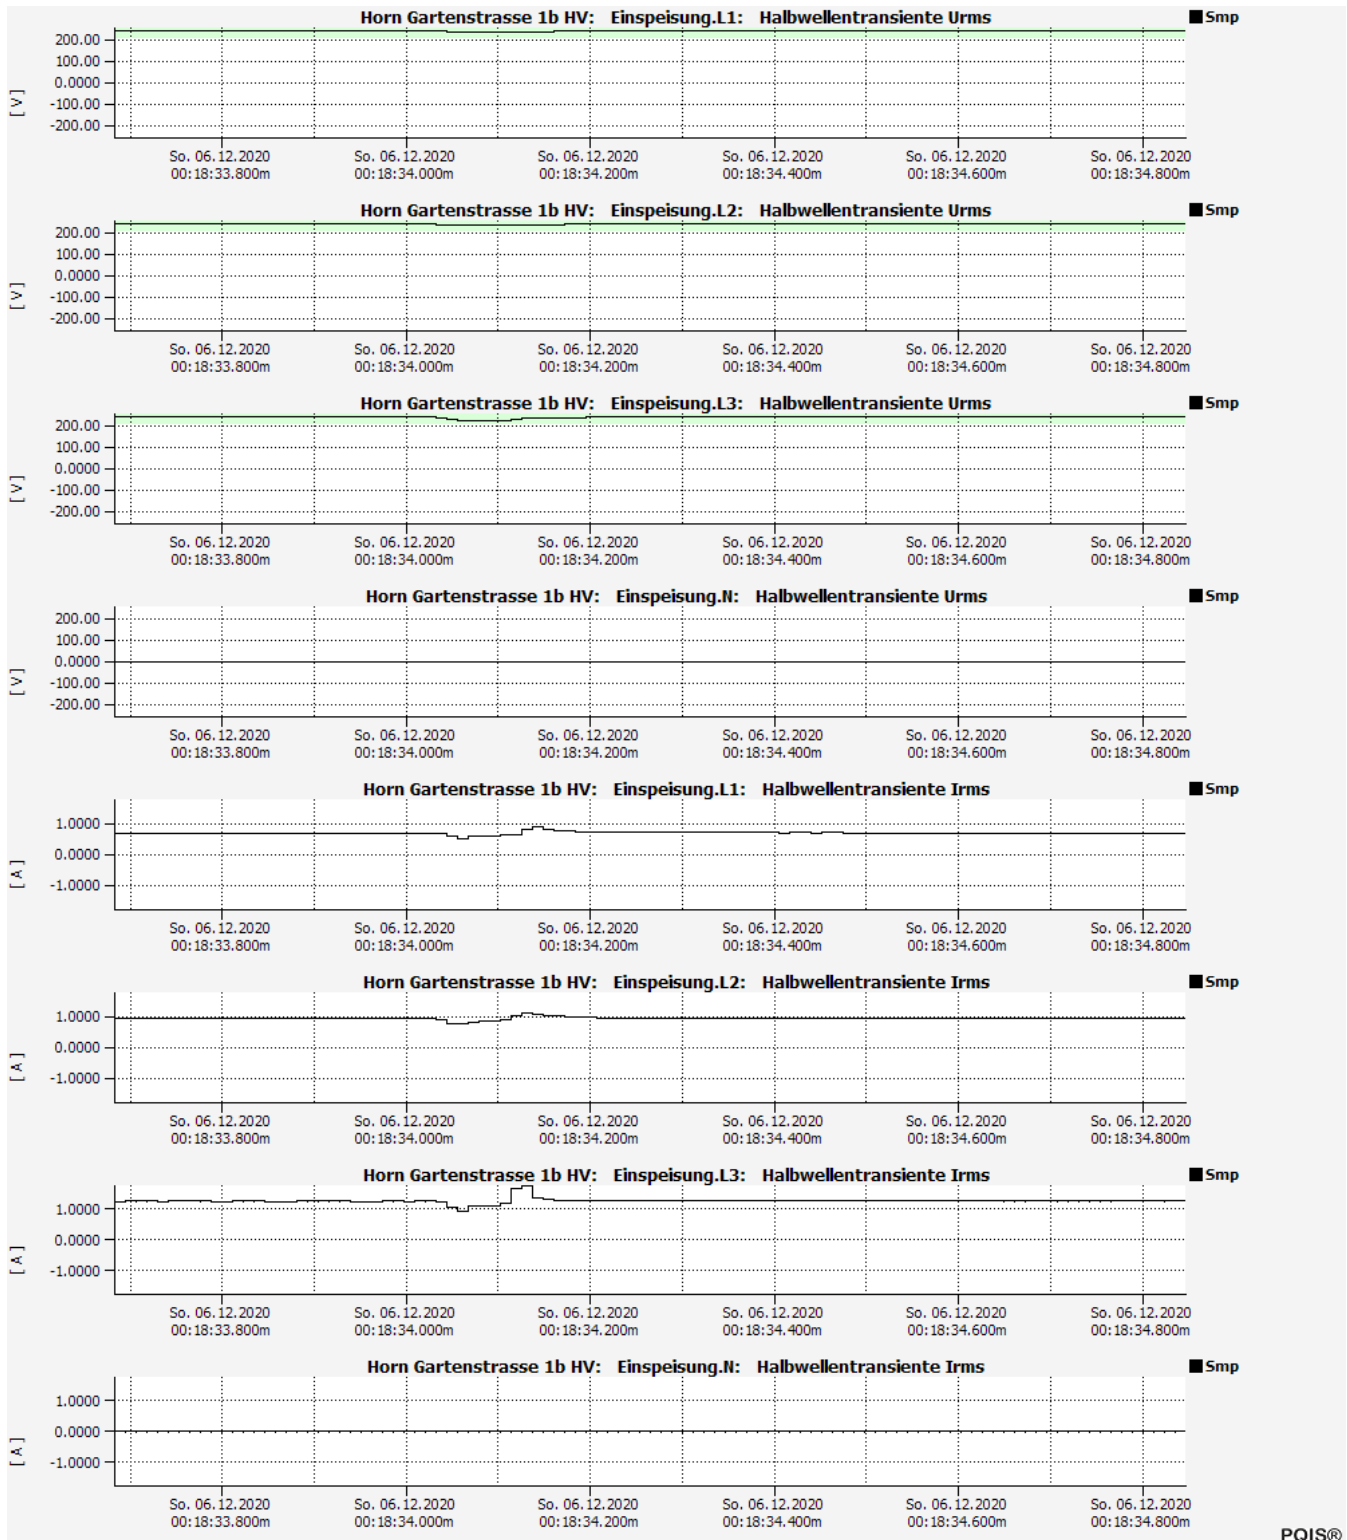 Horn Gartenstrasse 1b HV: Einspeisung.L1: Halbwellentransiente Urms
Smp
200.00
100.00
0.0000
-100.00
-200.00
[ V ]
So. 06.12.2020 So. 06.12.2020 So. 06.12.2020 So. 06.12.2020 So. 06.12.2020 So. 06.12.2020
00:18:33.800m 00:18:34.000m 00:18:34.200m 00:18:34.400m 00:18:34.600m 00:18:34.800m
Horn Gartenstrasse 1b HV: Einspeisung.L2: Halbwellentransiente Urms
Smp
200.00
100.00
0.0000
-100.00
-200.00
[ V ]
So. 06.12.2020 So. 06.12.2020 So. 06.12.2020 So. 06.12.2020 So. 06.12.2020 So. 06.12.2020
00:18:33.800m 00:18:34.000m 00:18:34.200m 00:18:34.400m 00:18:34.600m 00:18:34.800m
Horn Gartenstrasse 1b HV: Einspeisung.L3: Halbwellentransiente Urms
Smp
200.00
100.00
0.0000
-100.00
-200.00
[ V ]
So. 06.12.2020 So. 06.12.2020 So. 06.12.2020 So. 06.12.2020 So. 06.12.2020 So. 06.12.2020
00:18:33.800m 00:18:34.000m 00:18:34.200m 00:18:34.400m 00:18:34.600m 00:18:34.800m
Horn Gartenstrasse 1b HV: Einspeisung.N: Halbwellentransiente Urms
Smp
200.00
100.00
0.0000
-100.00
-200.00
[ V ]
So. 06.12.2020 So. 06.12.2020 So. 06.12.2020 So. 06.12.2020 So. 06.12.2020 So. 06.12.2020
00:18:33.800m 00:18:34.000m 00:18:34.200m 00:18:34.400m 00:18:34.600m 00:18:34.800m
Horn Gartenstrasse 1b HV: Einspeisung.L1: Halbwellentransiente Irms
Smp
1.0000
0.0000
-1.0000
[ A ]
So. 06.12.2020 So. 06.12.2020 So. 06.12.2020 So. 06.12.2020 So. 06.12.2020 So. 06.12.2020
00:18:33.800m 00:18:34.000m 00:18:34.200m 00:18:34.400m 00:18:34.600m 00:18:34.800m
Horn Gartenstrasse 1b HV: Einspeisung.L2: Halbwellentransiente Irms
Smp
1.0000
0.0000
-1.0000
[ A ]
So. 06.12.2020 So. 06.12.2020 So. 06.12.2020 So. 06.12.2020 So. 06.12.2020 So. 06.12.2020
00:18:33.800m 00:18:34.000m 00:18:34.200m 00:18:34.400m 00:18:34.600m 00:18:34.800m
Horn Gartenstrasse 1b HV: Einspeisung.L3: Halbwellentransiente Irms
Smp
1.0000
0.0000
-1.0000
[ A ]
So. 06.12.2020 So. 06.12.2020 So. 06.12.2020 So. 06.12.2020 So. 06.12.2020 So. 06.12.2020
00:18:33.800m 00:18:34.000m 00:18:34.200m 00:18:34.400m 00:18:34.600m 00:18:34.800m
Horn Gartenstrasse 1b HV: Einspeisung.N: Halbwellentransiente Irms
Smp
1.0000
0.0000
-1.0000
[ A ]
So. 06.12.2020 So. 06.12.2020 So. 06.12.2020 So. 06.12.2020 So. 06.12.2020 So. 06.12.2020
00:18:33.800m 00:18:34.000m 00:18:34.200m 00:18:34.400m 00:18:34.600m 00:18:34.800m
PQIS®